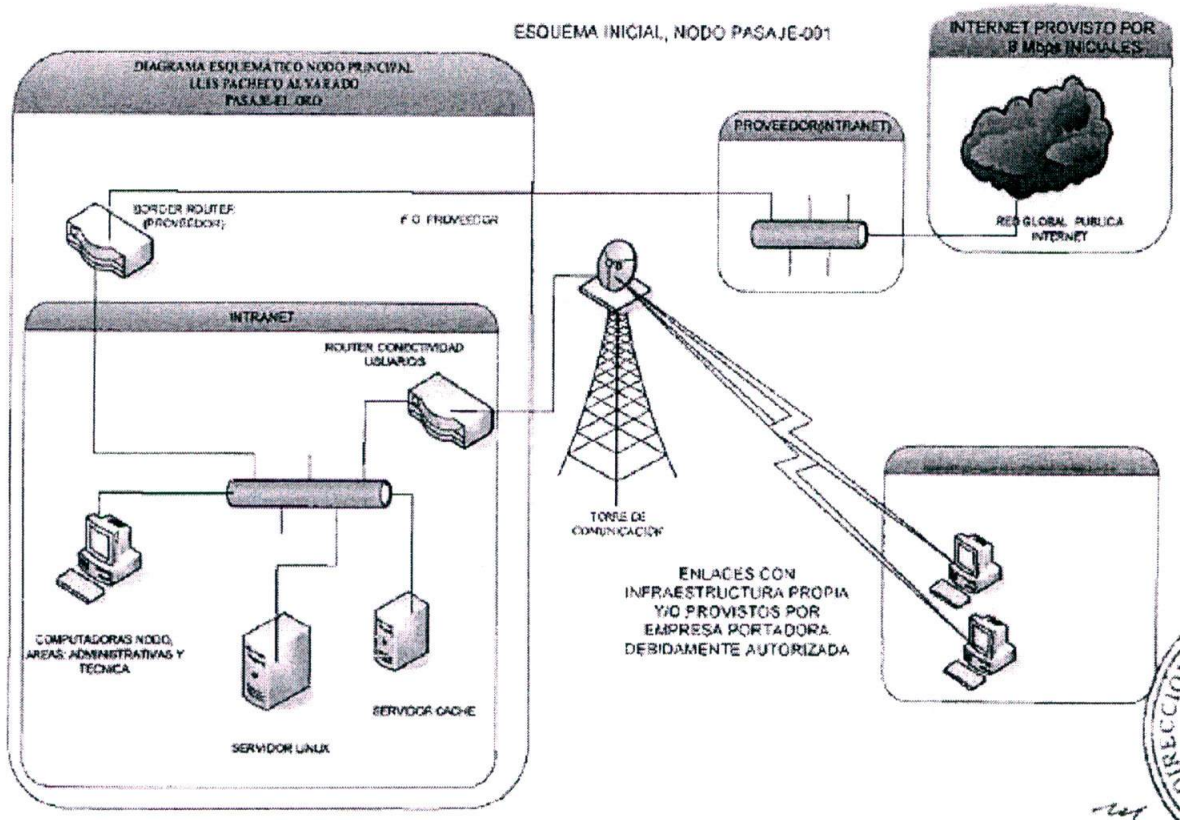 ESQUEMA INICIAL, NODO PASAJE-001
INTERNET PROVISTO POR
8 Mbps INICIALES
DIAGRAMA ESQUEMÁTICO NODO PRINCIPAL
LUIS PACHECO ALVARADO
PASAJE-EL ORO
PROVEEDOR(INTRANET)
BORDER ROUTER
(PROVEEDOR)
F.O. PROVEEDOR
RED GLOBAL PUBLICA
INTERNET
INTRANET
ROUTER CONECTIVIDAD
USUARIOS
TORRE DE
COMUNICACIÓN
ENLACES CON
INFRAESTRUCTURA PROPIA
Y/O PROVISTOS POR
EMPRESA PORTADORA
DEBIDAMENTE AUTORIZADA
COMPUTADORAS NODO,
AREAS: ADMINISTRATIVAS Y
TECNICA
SERVIDOR CACHE
SERVIDOR LINUX